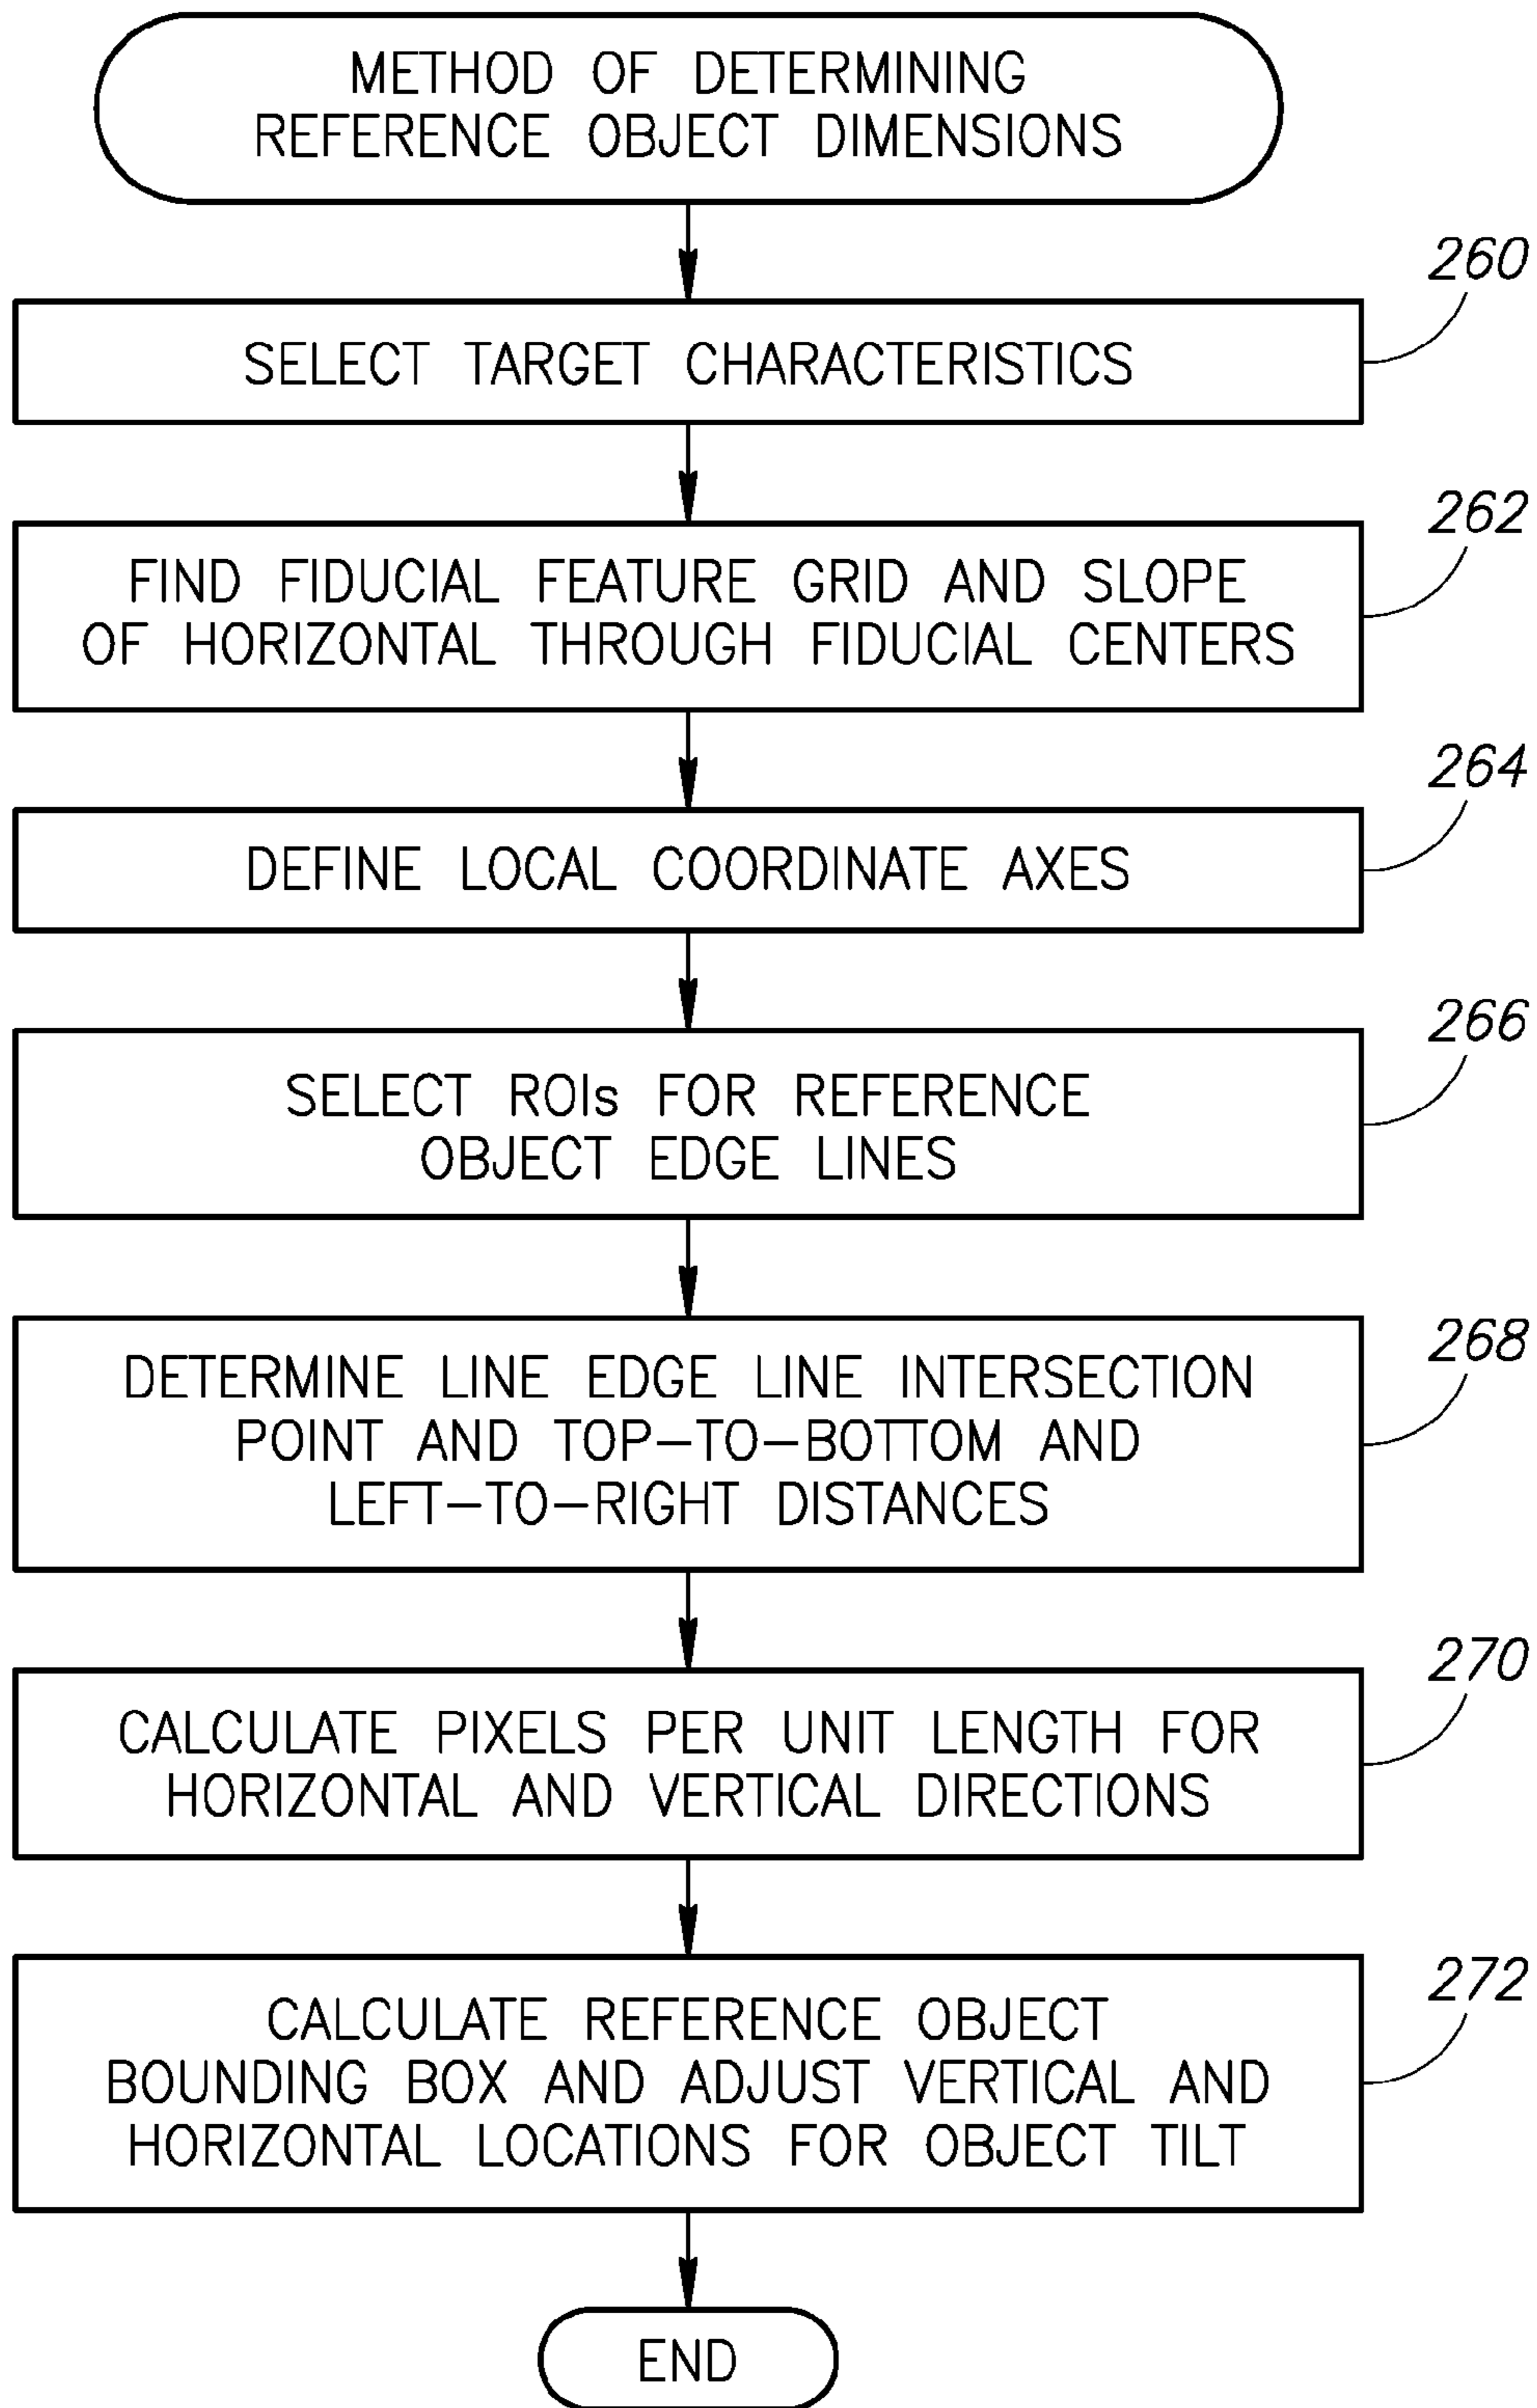 METHOD OF DETERMINING
REFERENCE OBJECT DIMENSIONS
260
SELECT TARGET CHARACTERISTICS
262
FIND FIDUCIAL FEATURE GRID AND SLOPE
OF HORIZONTAL THROUGH FIDUCIAL CENTERS
264
DEFINE LOCAL COORDINATE AXES
266
SELECT ROIs FOR REFERENCE
OBJECT EDGE LINES
268
DETERMINE LINE EDGE LINE INTERSECTION
POINT AND TOP-TO-BOTTOM AND
LEFT-TO-RIGHT DISTANCES
270
CALCULATE PIXELS PER UNIT LENGTH FOR
HORIZONTAL AND VERTICAL DIRECTIONS
272
CALCULATE REFERENCE OBJECT
BOUNDING BOX AND ADJUST VERTICAL AND
HORIZONTAL LOCATIONS FOR OBJECT TILT
END